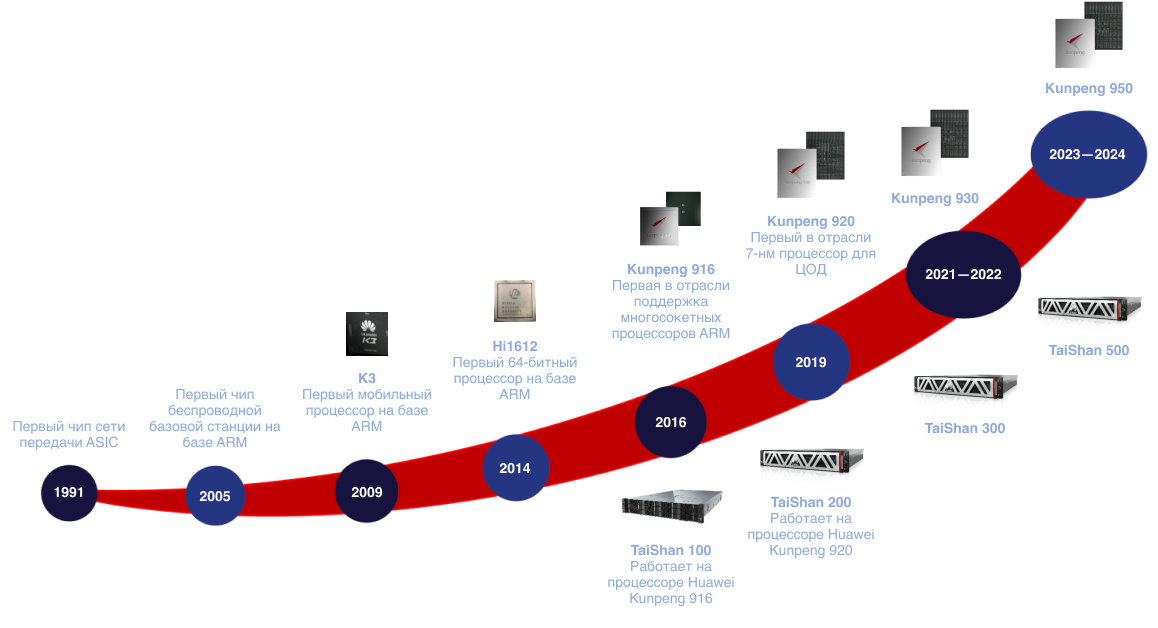 Kunpeng 950
2023—2024
Kunpeng 930
2021—2022
Kunpeng 920
Первый в отрасли
7-нм процессор для
ЦОД
2019
Kunpeng 916
Первая в отрасли
поддержка
многосокетных
процессоров ARM
2016
Hi1612
Первый 64-битный
процессор на базе
ARM
2014
HUAWEI
K3
K3
Первый мобильный
процессор на базе
ARM
2009
Первый чип
беспроводной
базовой станции на
базе ARM
2005
Первый чип сети
передачи ASIC
1991
TaiShan 100
Работает на
процессоре Huawei
Kunpeng 916
TaiShan 200
Работает на
процессоре Huawei
Kunpeng 920
TaiShan 300
TaiShan 500